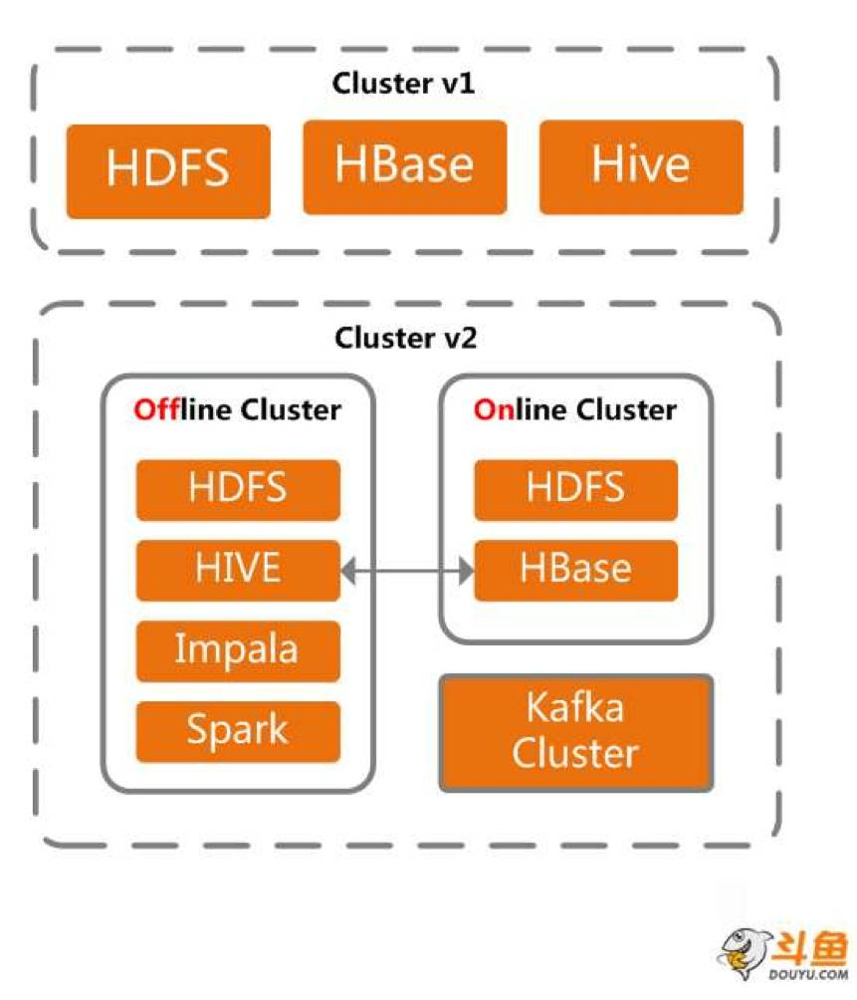 Cluster v1
HDFS
HBase
Hive
Cluster v2
Offline Cluster
HDFS
HIVE
Impala
Spark
Online Cluster
HDFS
HBase
Kafka
Cluster
斗鱼
DOUYU.COM